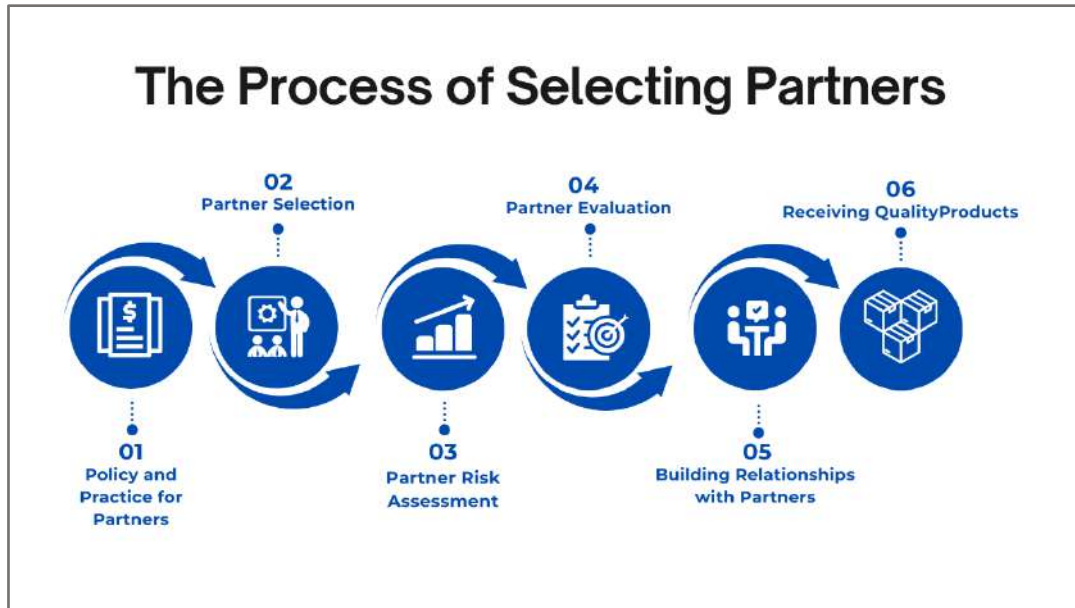 The Process of Selecting Partners
01
Policy and
Practice for
Partners
02
Partner Selection
03
Partner Risk
Assessment
04
Partner Evaluation
05
Building Relationships
with Partners
06
Receiving QualityProducts
$